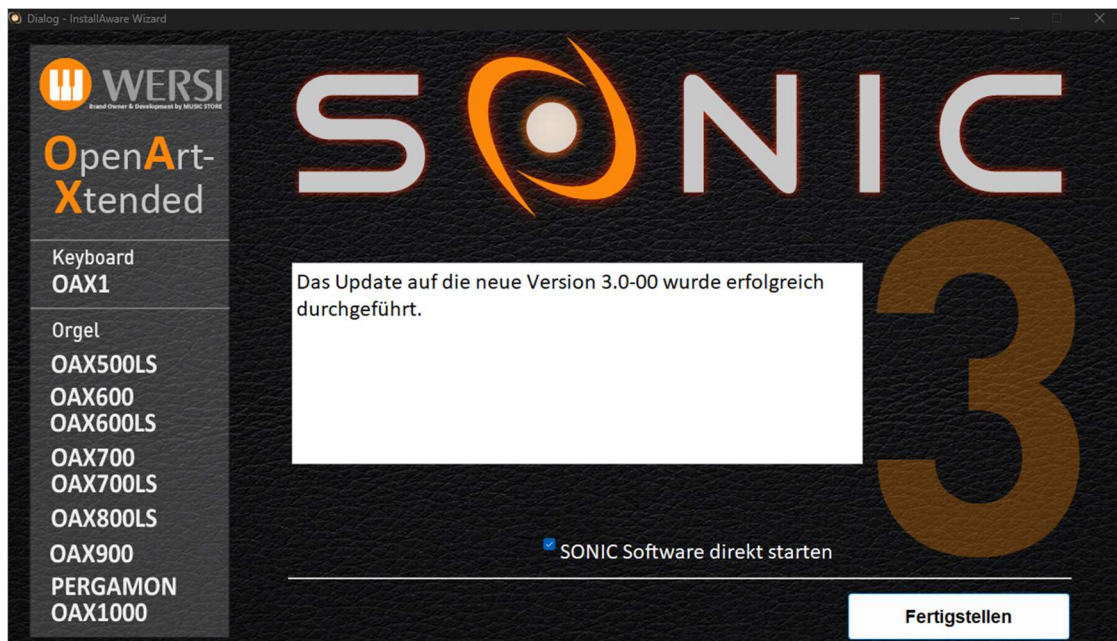 Dialog - InstallAware Wizard
WERSI
Brand-Owner & Development by MUSIC STORE
OpenArt-
Xtended
Keyboard
OAX1
Orgel
OAX500LS
OAX600
OAX600LS
OAX700
OAX700LS
OAX800LS
OAX900
PERGAMON
OAX1000
SONIC
3
Das Update auf die neue Version 3.0-00 wurde erfolgreich
durchgeführt.
SONIC Software direkt starten
Fertigstellen